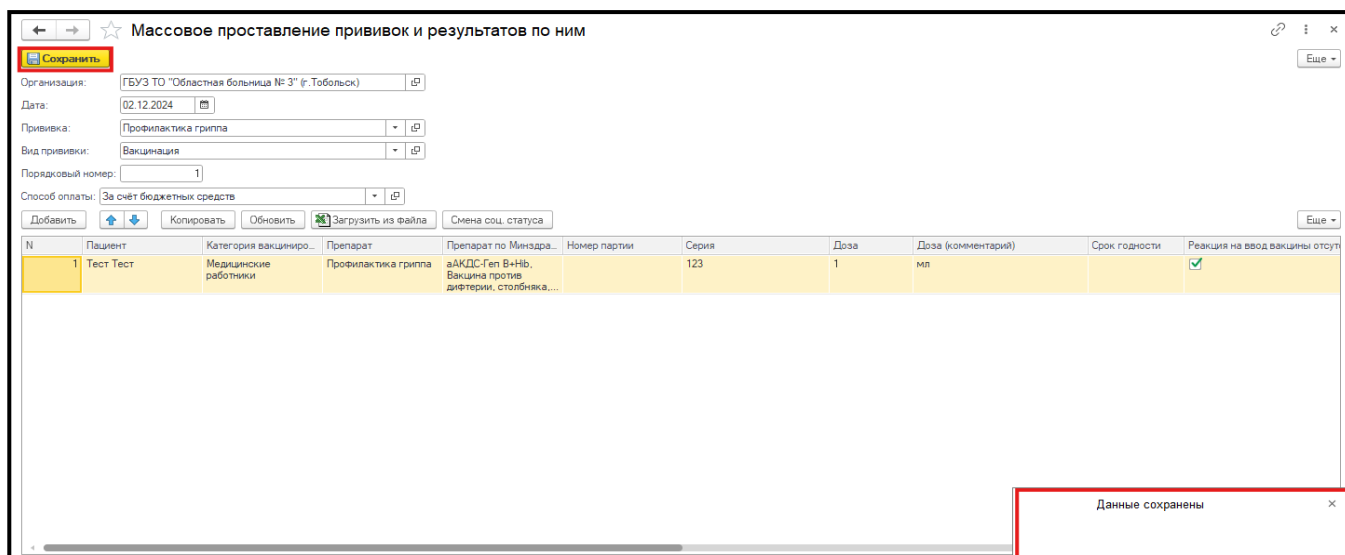 Массовое проставление прививок и результатов по ним
Сохранить
Еще
Организация: ГБУЗ ТО "Областная больница № 3" (г.Тобольск)
Дата: 02.12.2024
Прививка: Профилактика гриппа
Вид прививки: Вакцинация
Порядковый номер: 1
Способ оплаты: За счёт бюджетных средств
Добавить Копировать Обновить Загрузить из файла Смена соц. статуса Еще
N Пациент Категория вакциниро... Препарат Препарат по Минздра... Номер партии Серия Доза Доза (комментарий) Срок годности Реакция на ввод вакцины отсут
1 Тест Тест Медицинские Профилактика гриппа аАКДС-Геп В+Hib, 123 1 мл
работники Вакцина против
дифтерии, столбняка,...
Данные сохранены